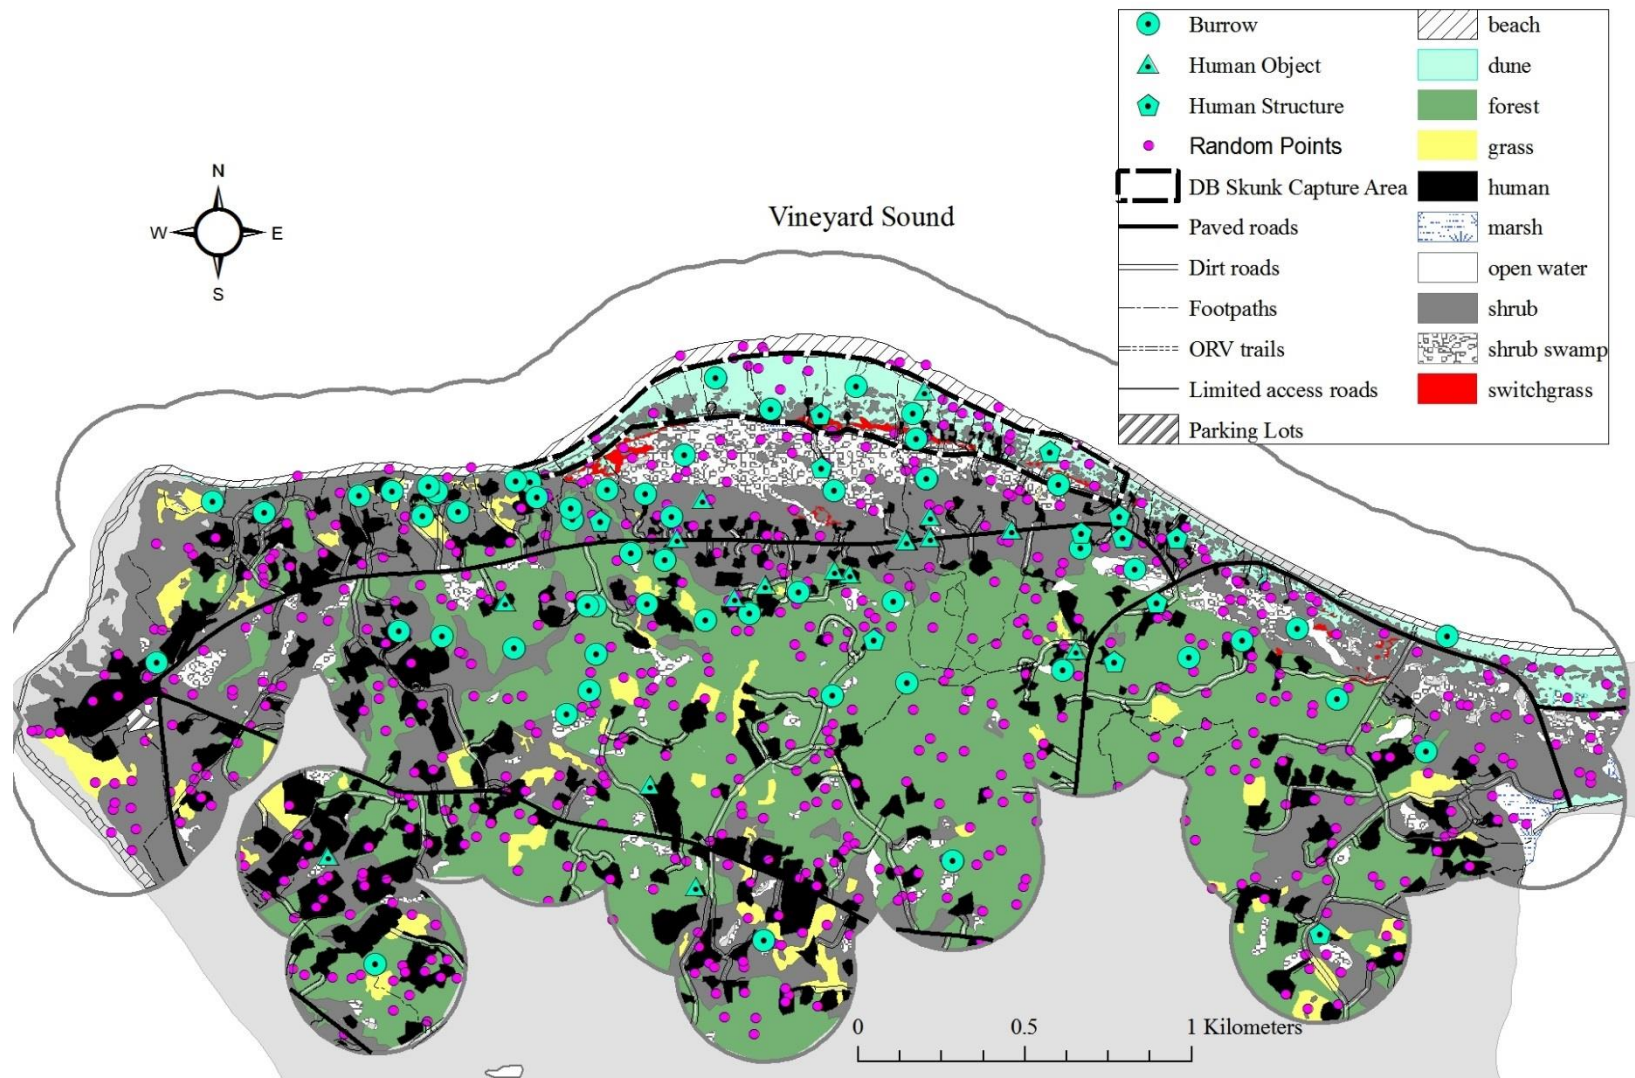 Burrow
Human Object
Human Structure
Random Points
DB Skunk Capture Area
Paved roads
Dirt roads
Footpaths
ORV trails
Limited access roads
Parking Lots
beach
dune
forest
grass
human
marsh
open water
shrub
shrub swamp
switchgrass
N
W
E
S
Vineyard Sound
0
0.5
1 Kilometers